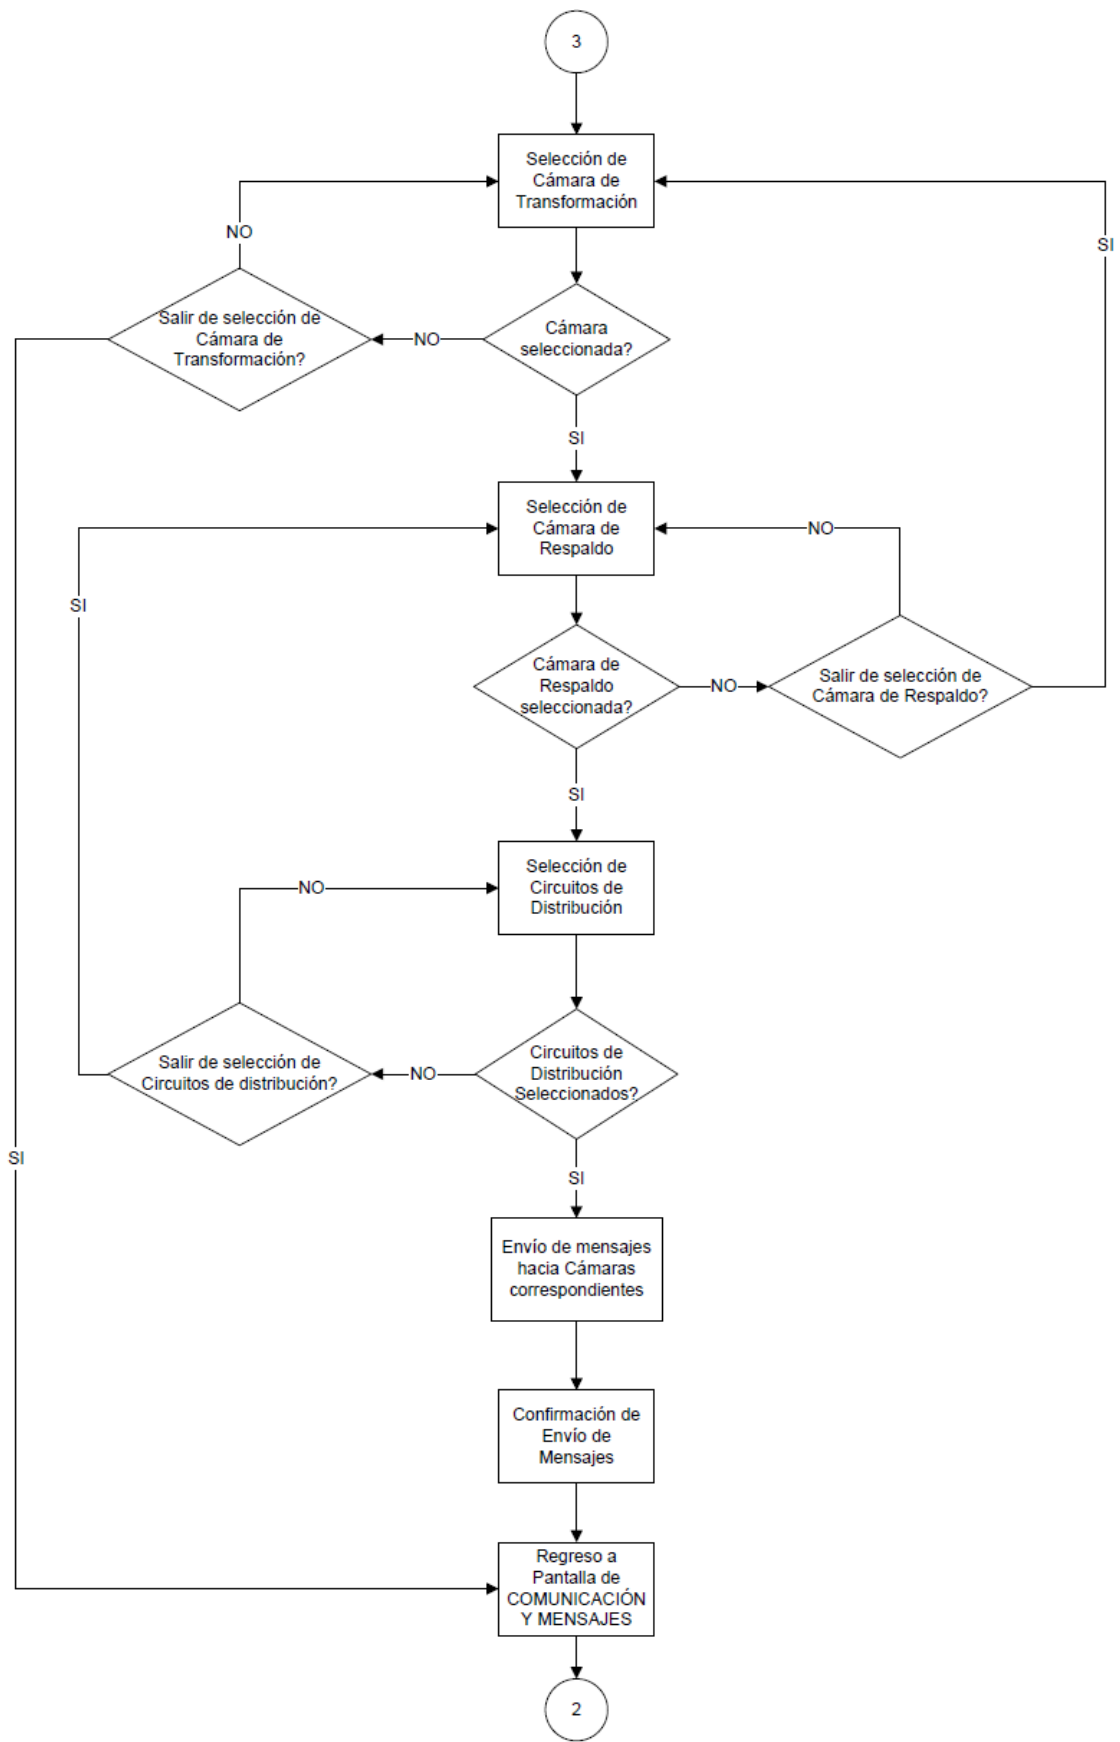 3
Selección de
Cámara de
Transformación
NO
SI
Salir de selección de
Cámara de
Transformación?
NO
Cámara
seleccionada?
SI
Selección de
Cámara de
Respaldo
NO
SI
Cámara de
Respaldo
seleccionada?
NO
Salir de selección de
Cámara de Respaldo?
SI
Selección de
Circuitos de
Distribución
NO
Salir de selección de
Circuitos de distribución?
NO
Circuitos de
Distribución
Seleccionados?
SI
SI
Envío de mensajes
hacia Cámaras
correspondientes
Confirmación de
Envío de
Mensajes
Regreso a
Pantalla de
COMUNICACIÓN
Y MENSAJES
2